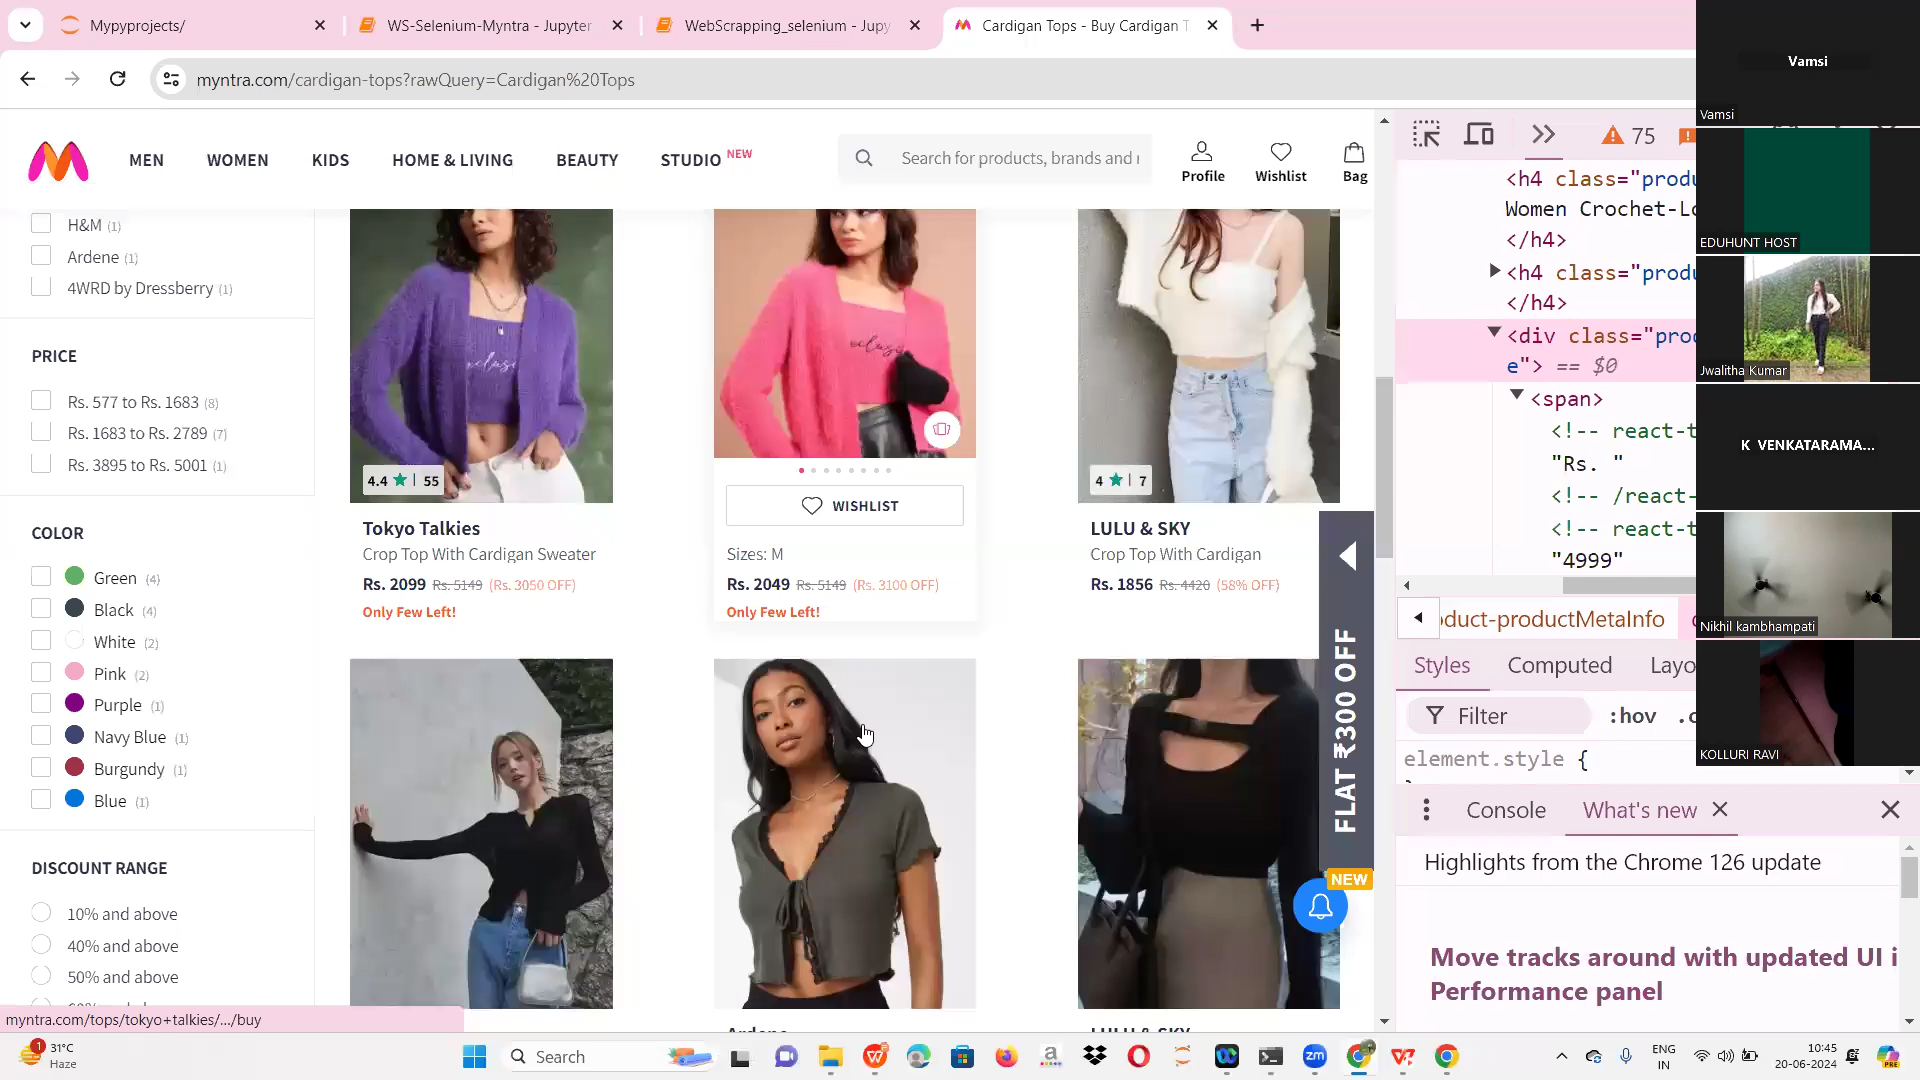 Mypyprojects/
WS-Selenium-Myntra - Jupyter
WebScrapping_selenium - Jupy
Cardigan Tops - Buy Cardigan T
myntra.com/cardigan-tops?rawQuery=Cardigan%20Tops
MEN
WOMEN
KIDS
HOME & LIVING
BEAUTY
STUDIO NEW
Search for products, brands and
Profile
Wishlist
Bag
H&M (1)
Ardene (1)
4WRD by Dressberry (1)
PRICE
Rs. 577 to Rs. 1683 (8)
Rs. 1683 to Rs. 2789 (7)
Rs. 3895 to Rs. 5001 (1)
COLOR
Green (4)
Black (4)
White (2)
Pink (2)
Purple (1)
Navy Blue (1)
Burgundy (1)
Blue (1)
DISCOUNT RANGE
10% and above
40% and above
50% and above
myntra.com/tops/tokyo+talkies/.../buy
4.4 ★ | 55
Tokyo Talkies
Crop Top With Cardigan Sweater
Rs. 2099 Rs. 5149 (Rs. 3050 OFF)
Only Few Left!
WISHLIST
Sizes: M
Rs. 2049 Rs. 5149 (Rs. 3100 OFF)
Only Few Left!
4 ★ | 7
LULU & SKY
Crop Top With Cardigan
Rs. 1856 Rs. 4420 (58% OFF)
Ardene
LULU & SKY
FLAT ₹300 OFF
NEW
75
<h4 class="produ
Women Crochet-Lo
</h4>
<h4 class="produ
</h4>
<div class="prod
e"> == $0
<span>
<!-- react-t
"Rs. "
<!-- /react-
<!-- react-t
"4999"
duct-productMetaInfo
Styles
Computed
Layo
Filter
:hov
.c
element.style {
Console
What's new
Highlights from the Chrome 126 update
Move tracks around with updated UI i
Performance panel
Vamsi
Vamsi
EDUHUNT HOST
Jwalitha Kumar
K VENKATARAMA...
Nikhil kambhampati
KOLLURI RAVI
1
31°C
Haze
Search
ENG
IN
10:45
20-06-2024